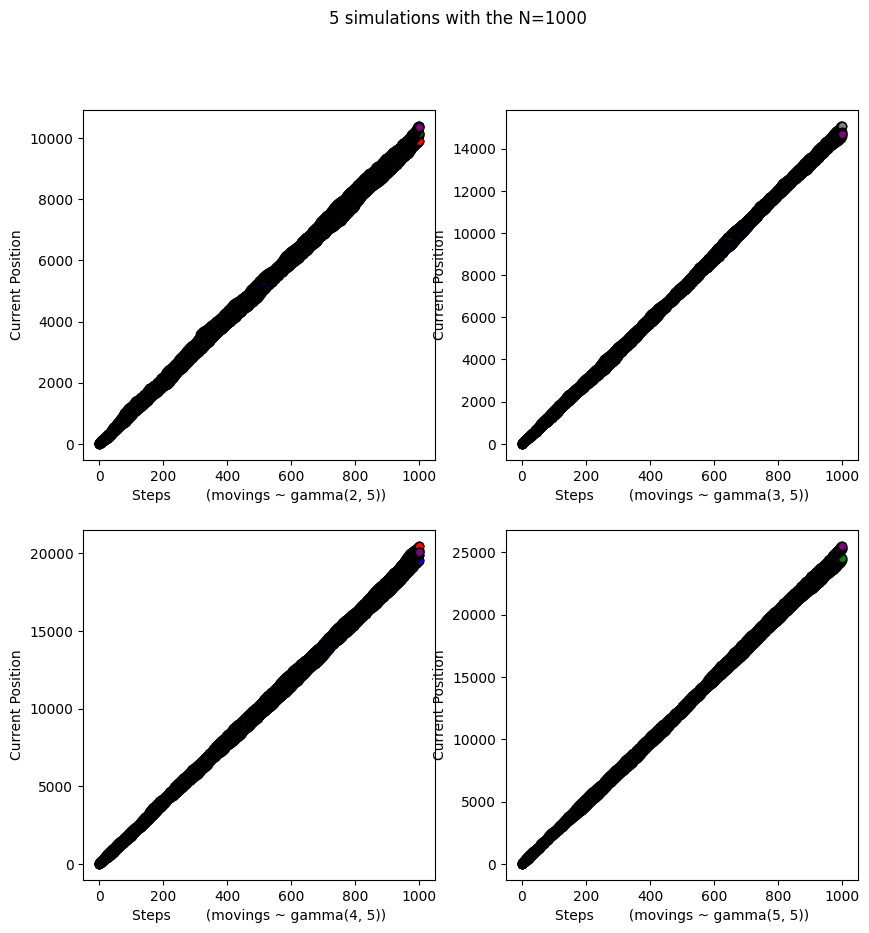 5 simulations with the N=1000
10000
8000
6000
4000
2000
0
Current Position
0 200 400 600 800 1000
Steps (movings ~ gamma(2, 5))
14000
12000
10000
8000
6000
4000
2000
0
Current Position
0 200 400 600 800 1000
Steps (movings ~ gamma(3, 5))
20000
15000
10000
5000
0
Current Position
0 200 400 600 800 1000
Steps (movings ~ gamma(4, 5))
25000
20000
15000
10000
5000
0
Current Position
0 200 400 600 800 1000
Steps (movings ~ gamma(5, 5))